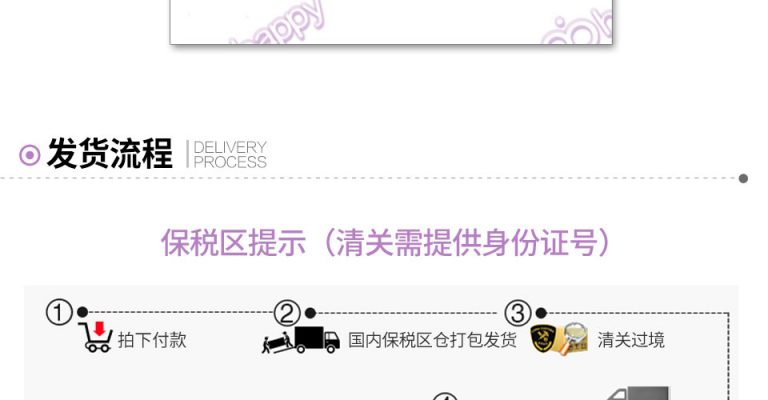 happy
发货流程
DELIVERY
PROCESS
保税区提示（清关需提供身份证号）
① ② ③
拍下付款 国内保税区仓打包发货 清关过境